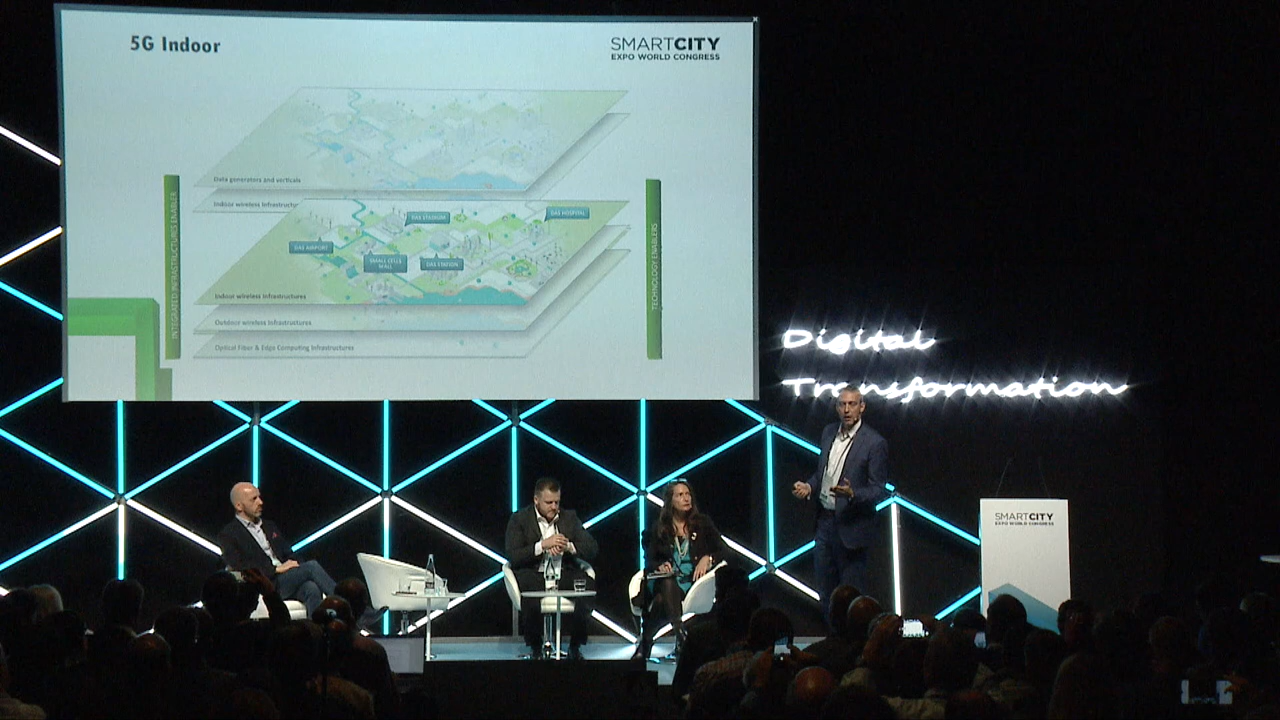 5G Indoor
SMARTCITY
EXPO WORLD CONGRESS
Data generators and verticals
Indoor wireless Infrastruc
DAS STADIUM
DAS HOSPITAL
DAS AIRPORT
SMALL CELLS
MALL
DAS STATION
INTEGRATED INFRASTRUCTURES ENABLER
TECHNOLOGY ENABLERS
Indoor wireless Infrastructures
Outdoor wireless Infrastructures
Optical Fiber & Edge Computing Infrastructures
Digital
Transformation
SMARTCITY
EXPO WORLD CONGRESS